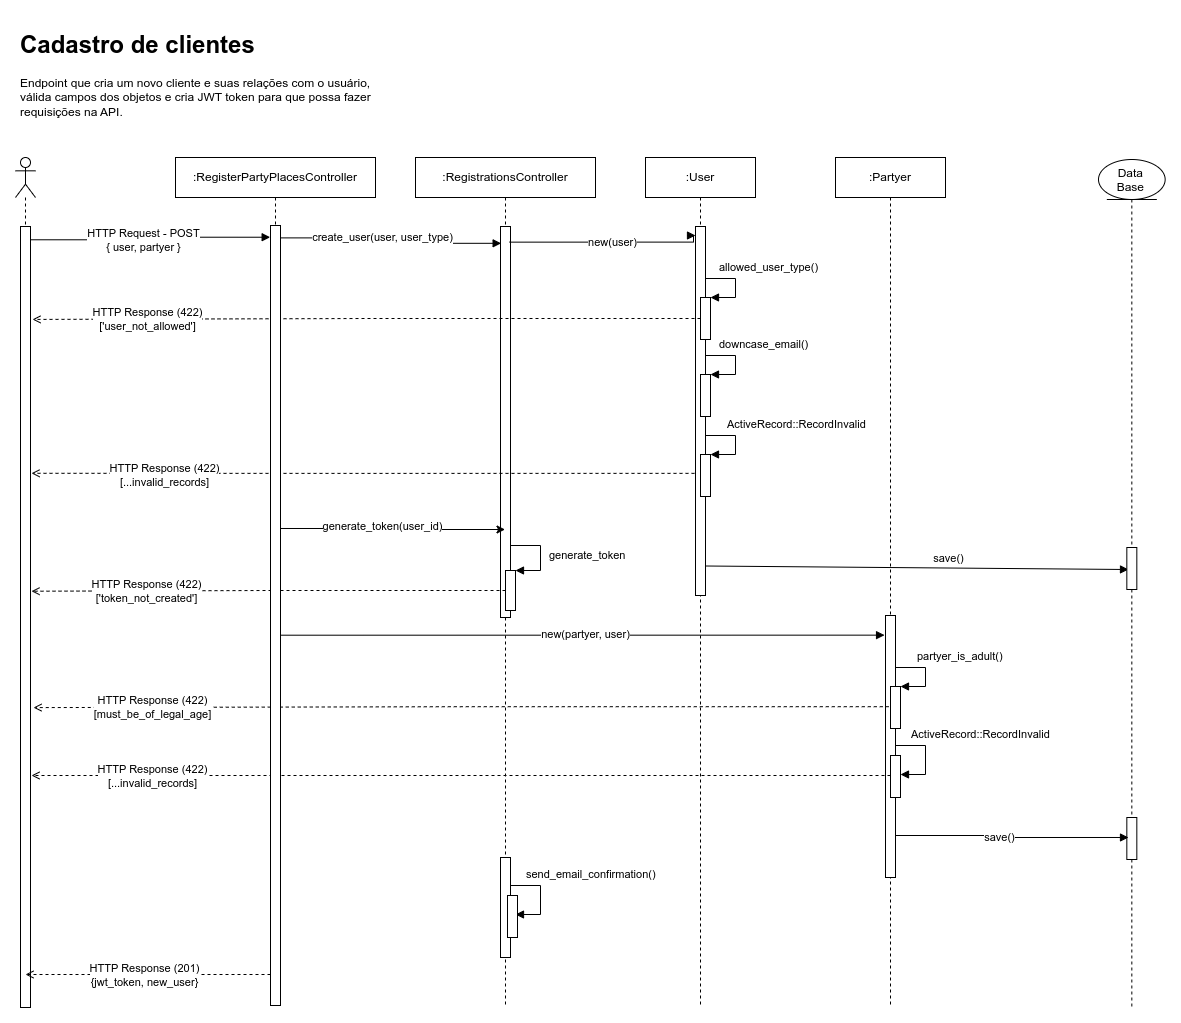 Cadastro de clientes
Endpoint que cria um novo cliente e suas relações com o usuário,
válida campos dos objetos e cria JWT token para que possa fazer
requisições na API.
:RegisterPartyPlacesController
:RegistrationsController
:User
:Partyer
Data
Base
HTTP Request - POST
{ user, partyer }
create_user(user, user_type)
new(user)
allowed_user_type()
HTTP Response (422)
['user_not_allowed']
downcase_email()
ActiveRecord::RecordInvalid
HTTP Response (422)
[...invalid_records]
generate_token(user_id)
generate_token
save()
HTTP Response (422)
['token_not_created']
new(partyer, user)
partyer_is_adult()
HTTP Response (422)
[must_be_of_legal_age]
ActiveRecord::RecordInvalid
HTTP Response (422)
[...invalid_records]
save()
send_email_confirmation()
HTTP Response (201)
{jwt_token, new_user}